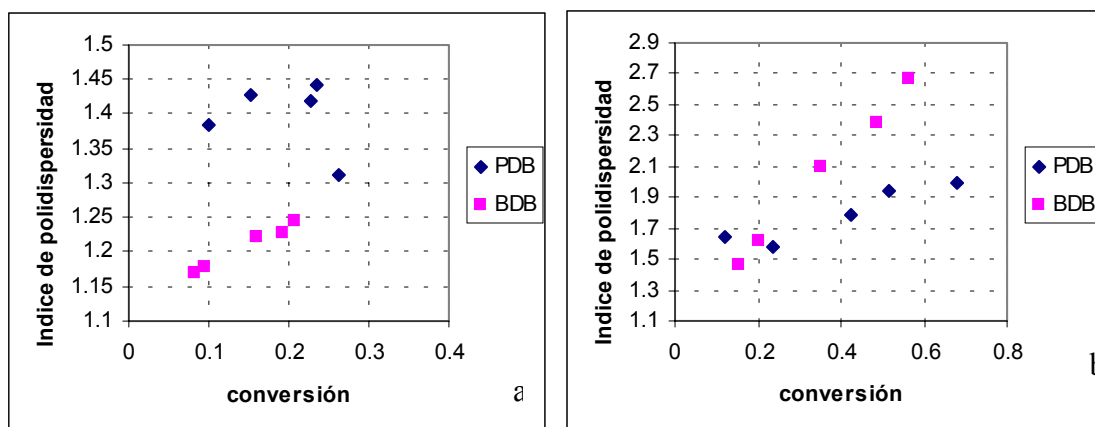 Indice de polidispersidad
1.5
1.45
1.4
1.35
1.3
1.25
1.2
1.15
1.1
0
0.1
0.2
0.3
0.4
conversión
PDB
BDB
a
Indice de polidispersidad
2.9
2.7
2.5
2.3
2.1
1.9
1.7
1.5
1.3
1.1
0
0.2
0.4
0.6
0.8
conversión
PDB
BDB
b